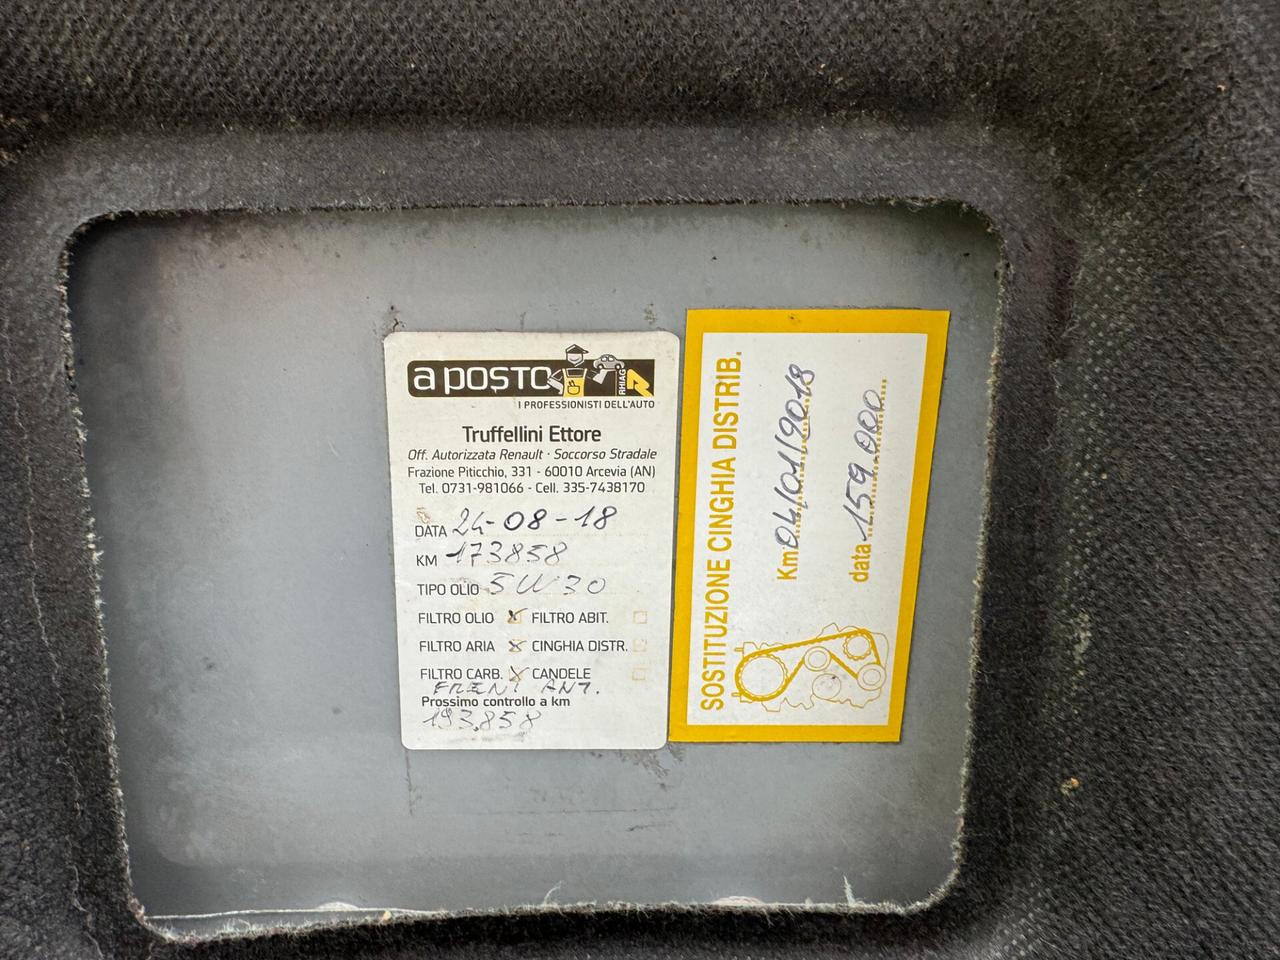 a posto
RHIAG
I PROFESSIONISTI DELL'AUTO
Truffellini Ettore
Off. Autorizzata Renault · Soccorso Stradale
Frazione Piticchio, 331 - 60010 Arcevia (AN)
Tel. 0731-981066 - Cell. 335-7438170
DATA 24-08-18
KM 173858
TIPO OLIO 5W30
FILTRO OLIO X FILTRO ABIT.
FILTRO ARIA X CINGHIA DISTR.
FILTRO CARB. X CANDELE
FRENI ANT.
Prossimo controllo a km
193.858
SOSTITUZIONE CINGHIA DISTRIB.
Km 04/01/2018
data 159.000